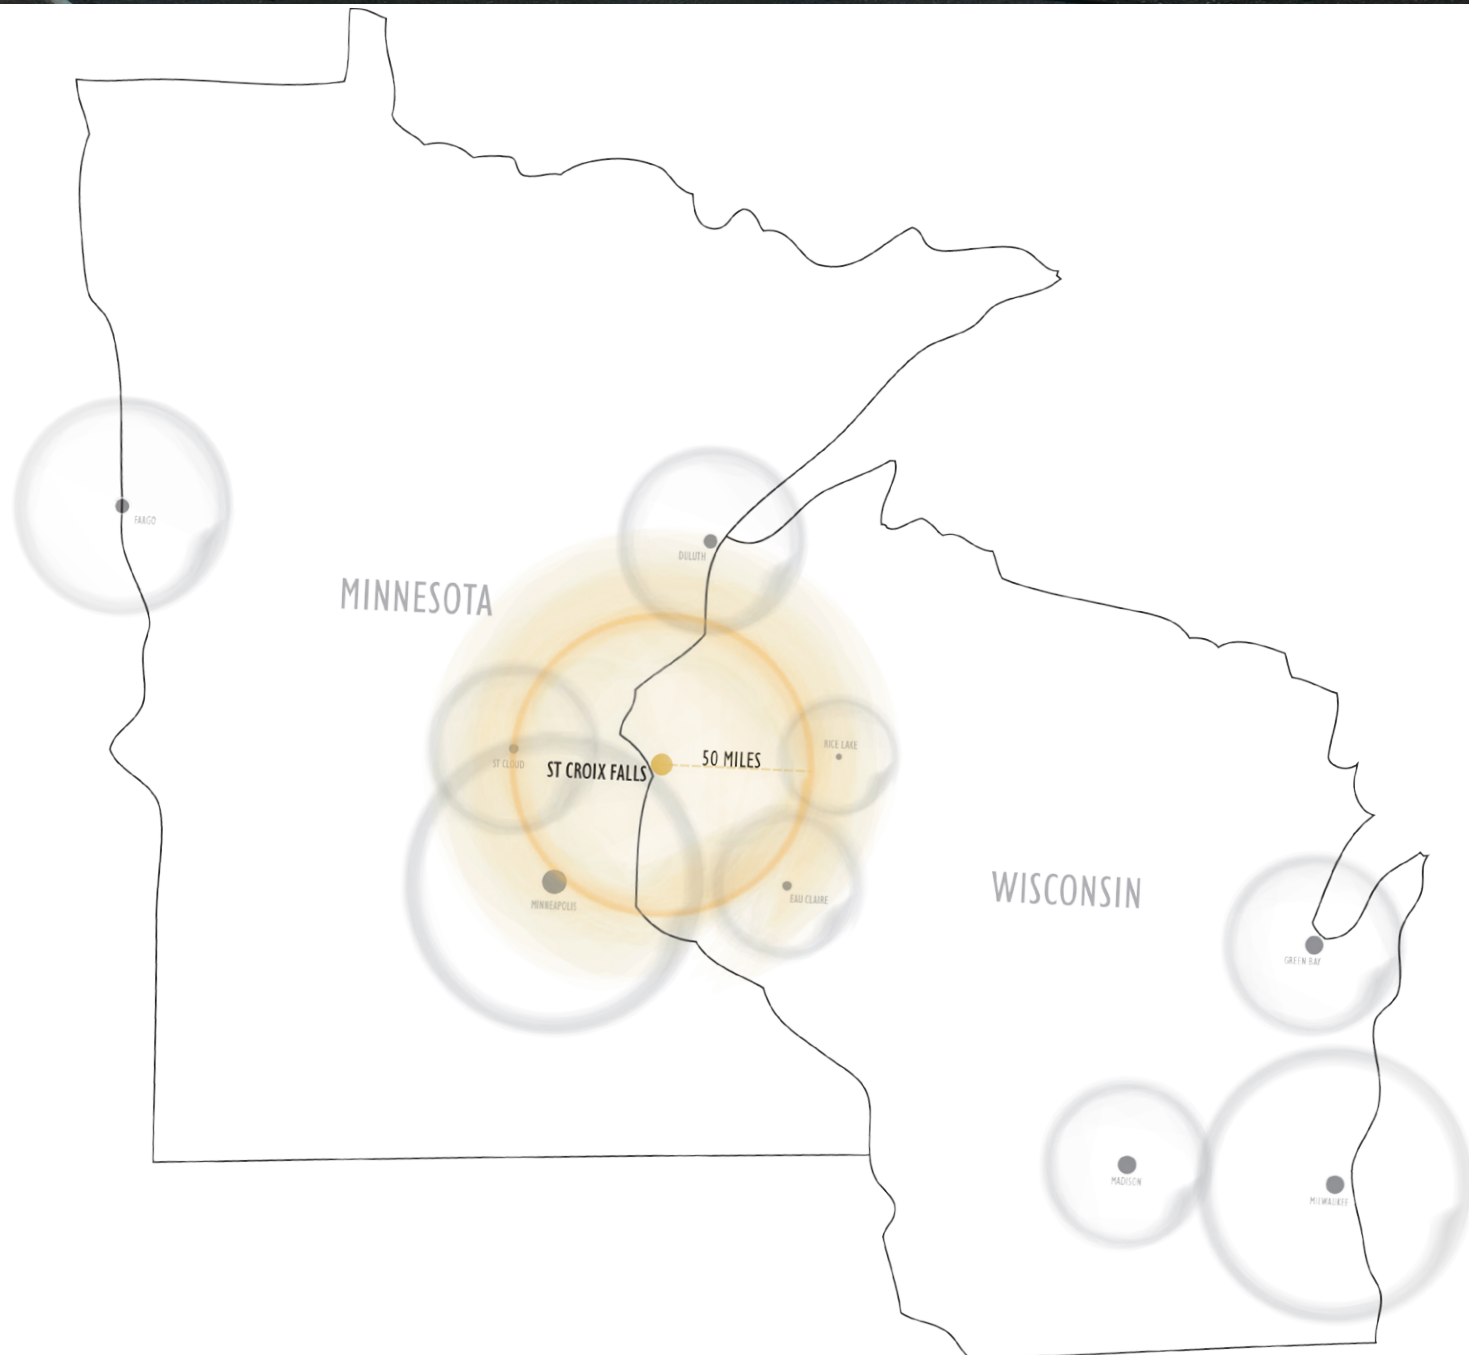 FARGO
DULUTH
MINNESOTA
RICE LAKE
50 MILES
ST CLOUD
ST CROIX FALLS
WISCONSIN
EAU CLAIRE
MINNEAPOLIS
GREEN BAY
MADISON
MILWAUKEE